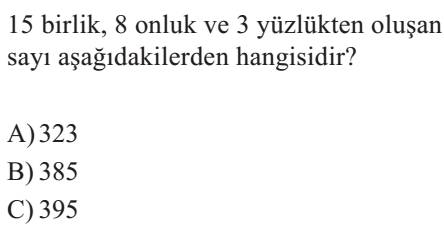 15 birlik, 8 onluk ve 3 yüzlükten oluşan
sayı aşağıdakilerden hangisidir?
A) 323
B) 385
C) 395